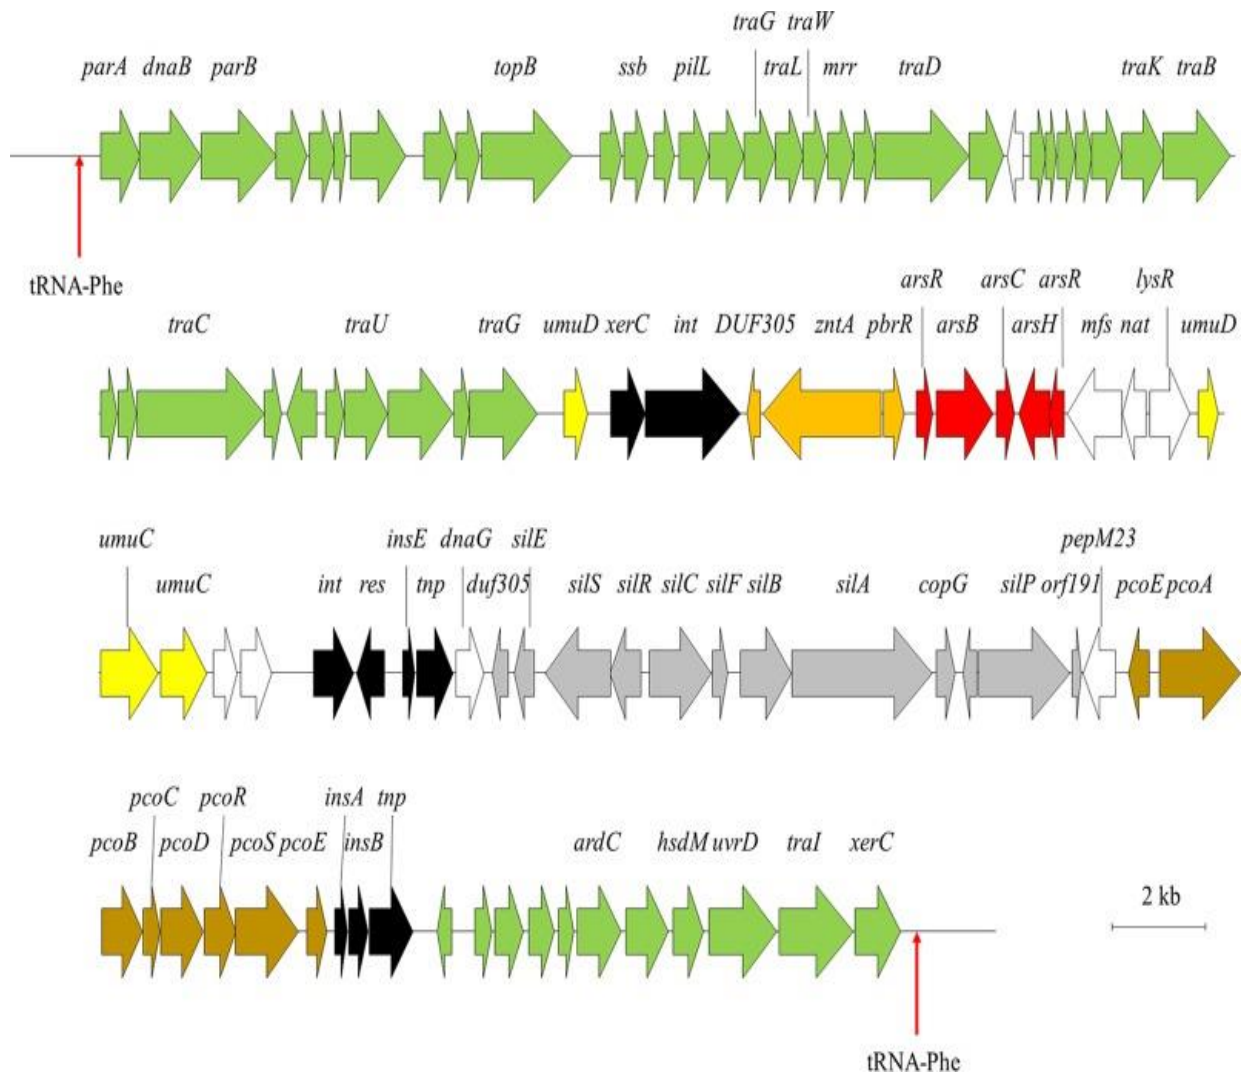 traG traW
parA dnaB parB topB ssb pilL traL mrr traD traK traB
tRNA-Phe
arsR arsC arsR lysR
traC traU traG umuD xerC int DUF305 zntA pbrR arsB arsH mfs nat umuD
umuC insE dnaG silE pepM23
umuC int res tnp duf305 silS silR silC silF silB silA copG silP orf191 pcoE pcoA
pcoC pcoR insA tnp
pcoB pcoD pcoS pcoE insB ardC hsdM uvrD traI xerC
2 kb
tRNA-Phe